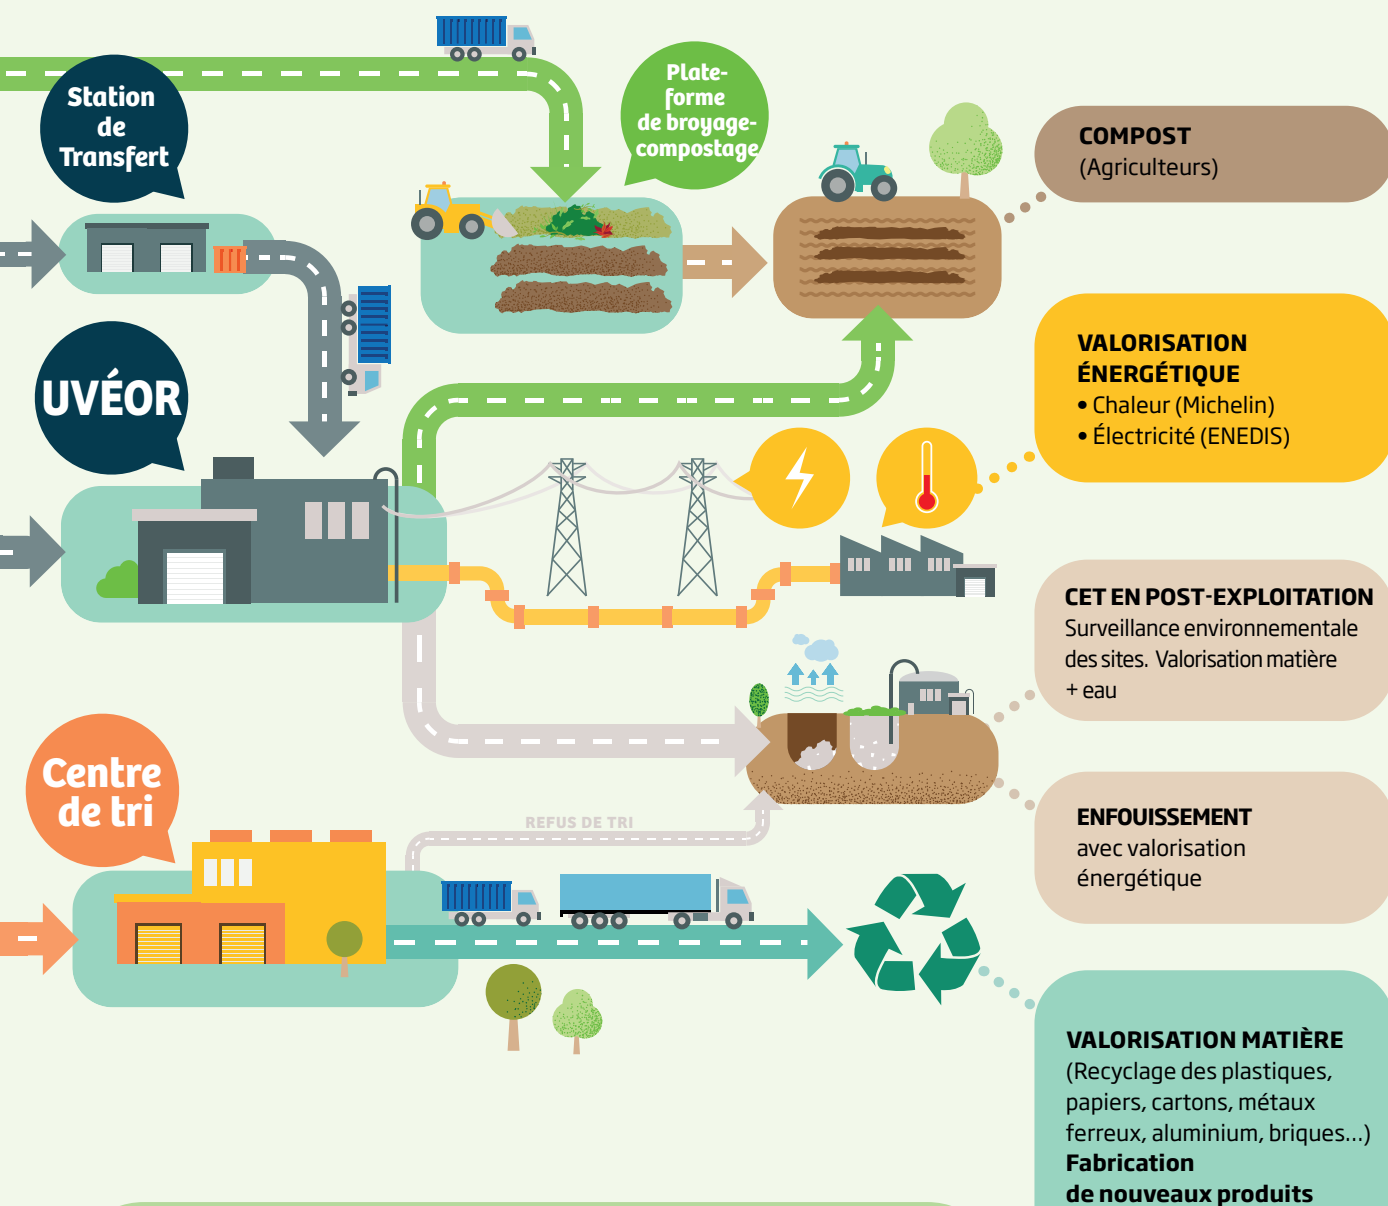 Station
de
Transfert
Plate-
forme
de broyage-
compostage
COMPOST
(Agriculteurs)
UVÉOR
VALORISATION
ÉNERGÉTIQUE
• Chaleur (Michelin)
• Électricité (ENEDIS)
CET EN POST-EXPLOITATION
Surveillance environnementale
des sites. Valorisation matière
+ eau
Centre
de tri
REFUS DE TRI
ENFOUISSEMENT
avec valorisation
énergétique
VALORISATION MATIÈRE
(Recyclage des plastiques,
papiers, cartons, métaux
ferreux, aluminium, briques...)
Fabrication
de nouveaux produits